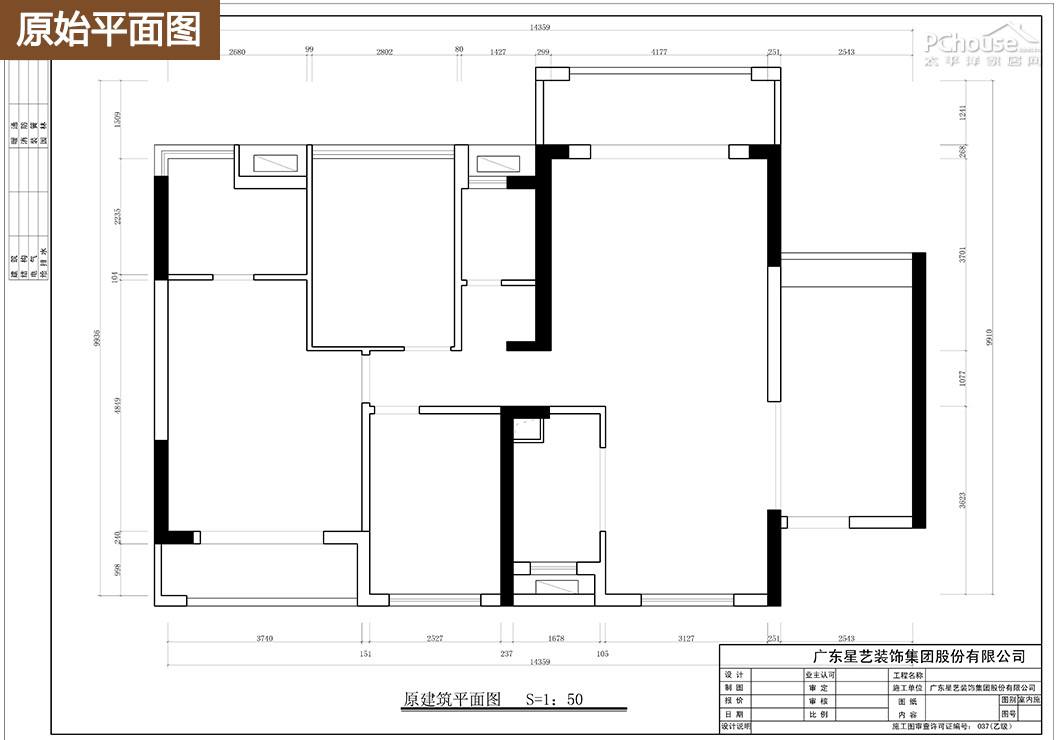 原始平面图
PChouse
太平洋家居网
14359
2680
99
2802
80
1427
299
4177
251
2543
1509
2235
104
4849
240
998
9936
1241
268
3701
1077
3623
9910
暖通
消防
装簧
园林
建筑
结构
电气
给排水
3740
151
2527
237
1678
105
3127
251
2543
14359
原建筑平面图 S=1: 50
广东星艺装饰集团股份有限公司
设计 业主认可 工程名称
制图 审定 施工单位 广东星艺装饰集团股份有限公司
报价 审核 图纸 图别 室内施
日期 比例 内容 图号
设计说明 施工图审查许可证编号: 037(乙级)